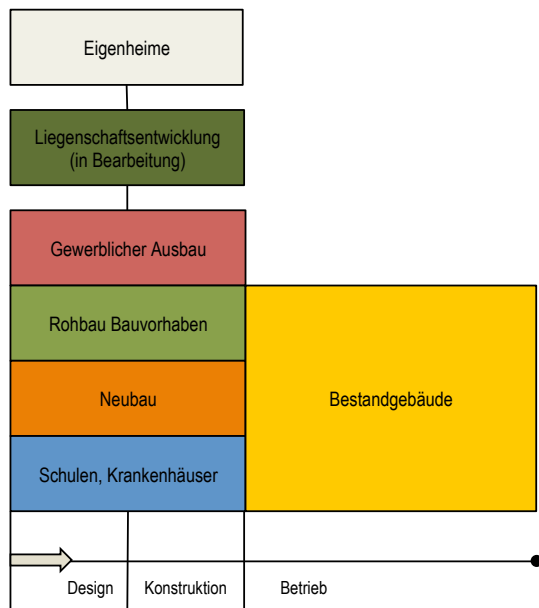 Eigenheime
Liegenschaftsentwicklung
(in Bearbeitung)
Gewerblicher Ausbau
Rohbau Bauvorhaben
Neubau
Bestandgebäude
Schulen, Krankenhäuser
Design Konstruktion Betrieb